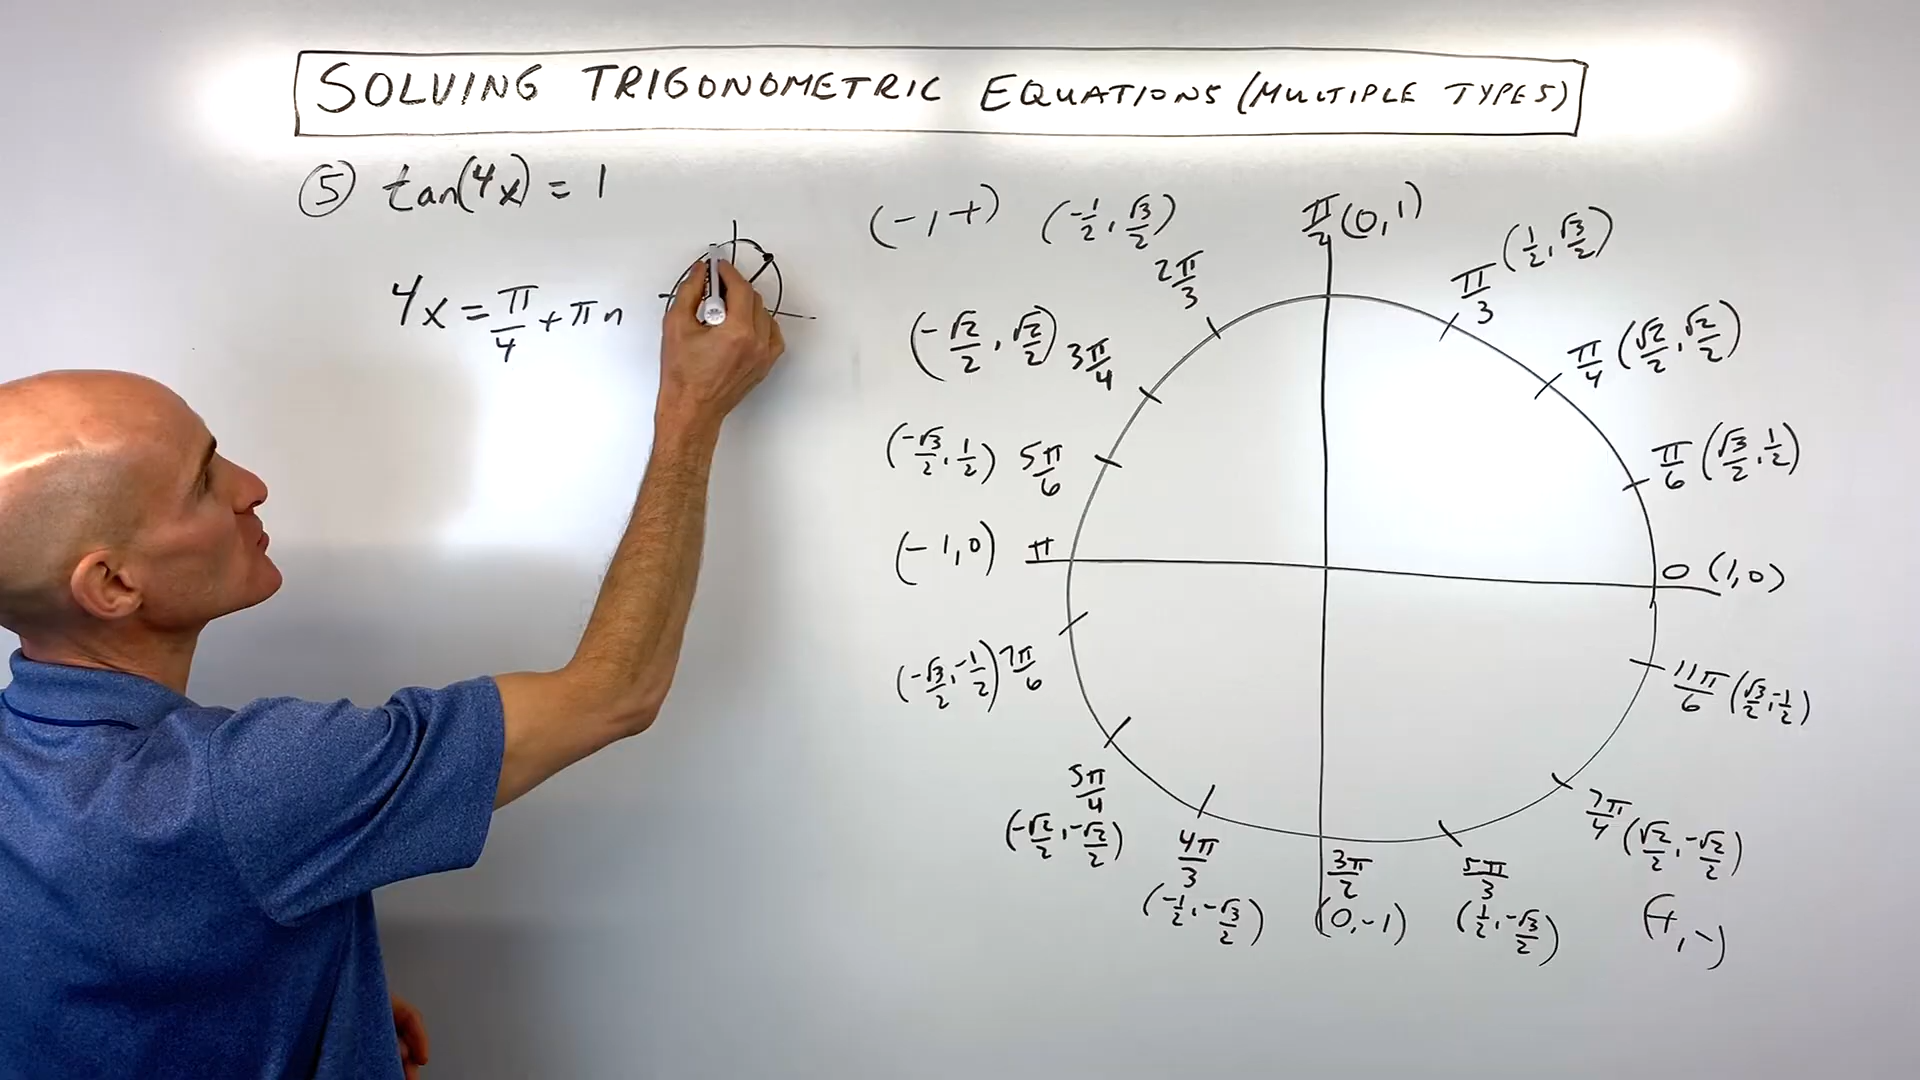 SOLVING TRIGONOMETRIC EQUATIONS (MULTIPLE TYPES)
⑤ tan(4x) = 1
4x = π/4 + πn
(-,+)
(-1/2, √3/2)
2π/3
π/2 (0,1)
π/3 (1/2, √3/2)
(-√2/2, √2/2) 3π/4
π/4 (√2/2, √2/2)
(-√3/2, 1/2) 5π/6
π/6 (√3/2, 1/2)
(-1,0) π
0 (1,0)
(-√3/2, -1/2) 7π/6
11π/6 (√3/2, -1/2)
5π/4
(-√2/2, -√2/2)
7π/4 (√2/2, -√2/2)
4π/3
(-1/2, -√3/2)
3π/2
(0,-1)
5π/3
(1/2, -√3/2)
(+,-)